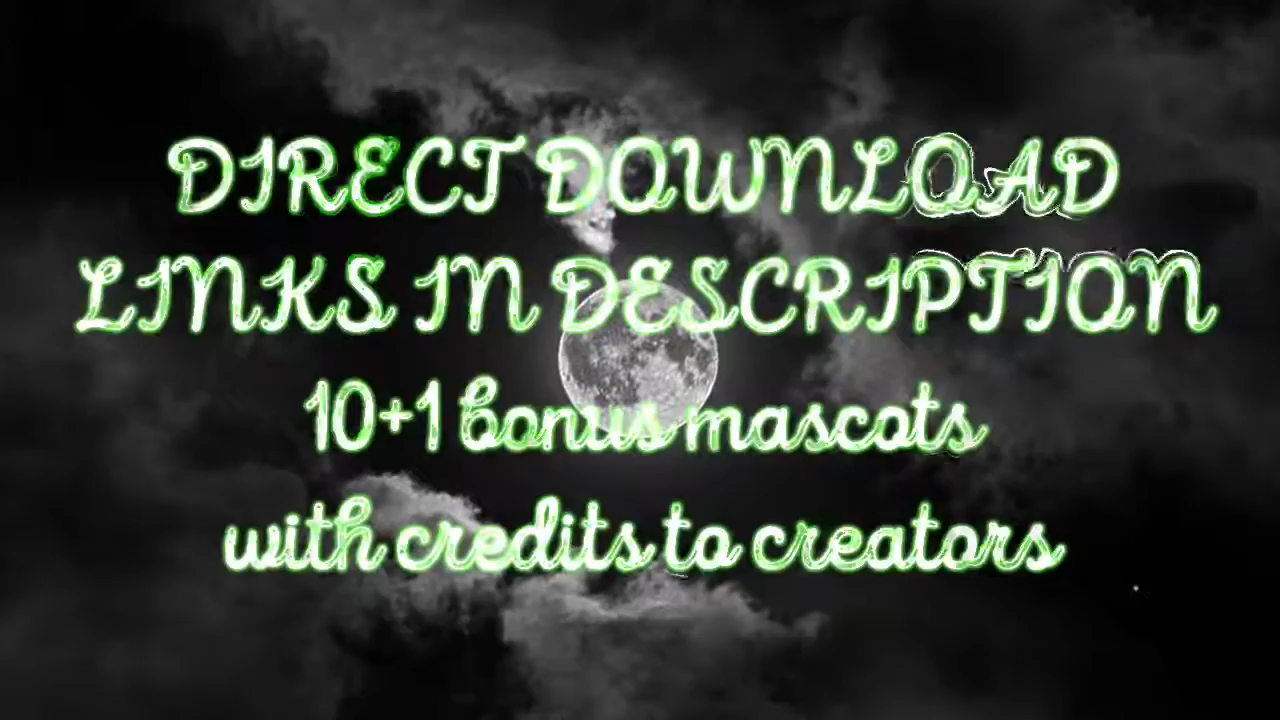 DIRECT DOWNLOAD
LINKS IN DESCRIPTION
10+1 bonus mascots
with credits to creators